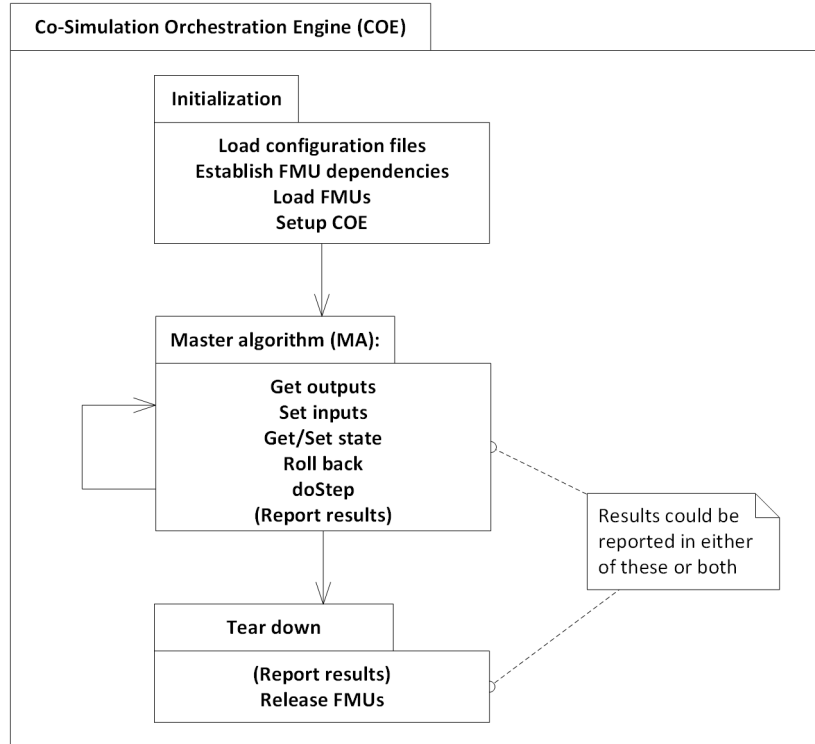 Co-Simulation Orchestration Engine (COE)
Initialization
Load configuration files
Establish FMU dependencies
Load FMUs
Setup COE
Master algorithm (MA):
Get outputs
Set inputs
Get/Set state
Roll back
doStep
(Report results)
Results could be
reported in either
of these or both
Tear down
(Report results)
Release FMUs